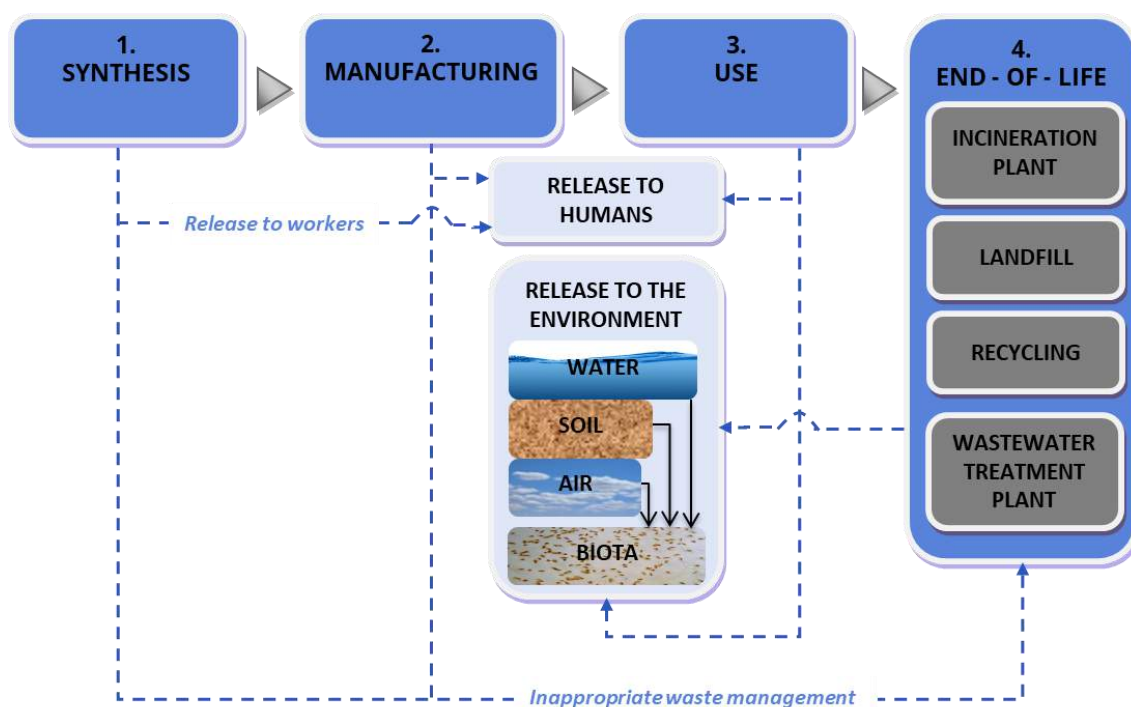 1.
SYNTHESIS
2.
MANUFACTURING
3.
USE
4.
END - OF - LIFE
INCINERATION
PLANT
LANDFILL
RECYCLING
WASTEWATER
TREATMENT
PLANT
RELEASE TO
HUMANS
Release to workers
RELEASE TO THE
ENVIRONMENT
WATER
SOIL
AIR
BIOTA
Inappropriate waste management